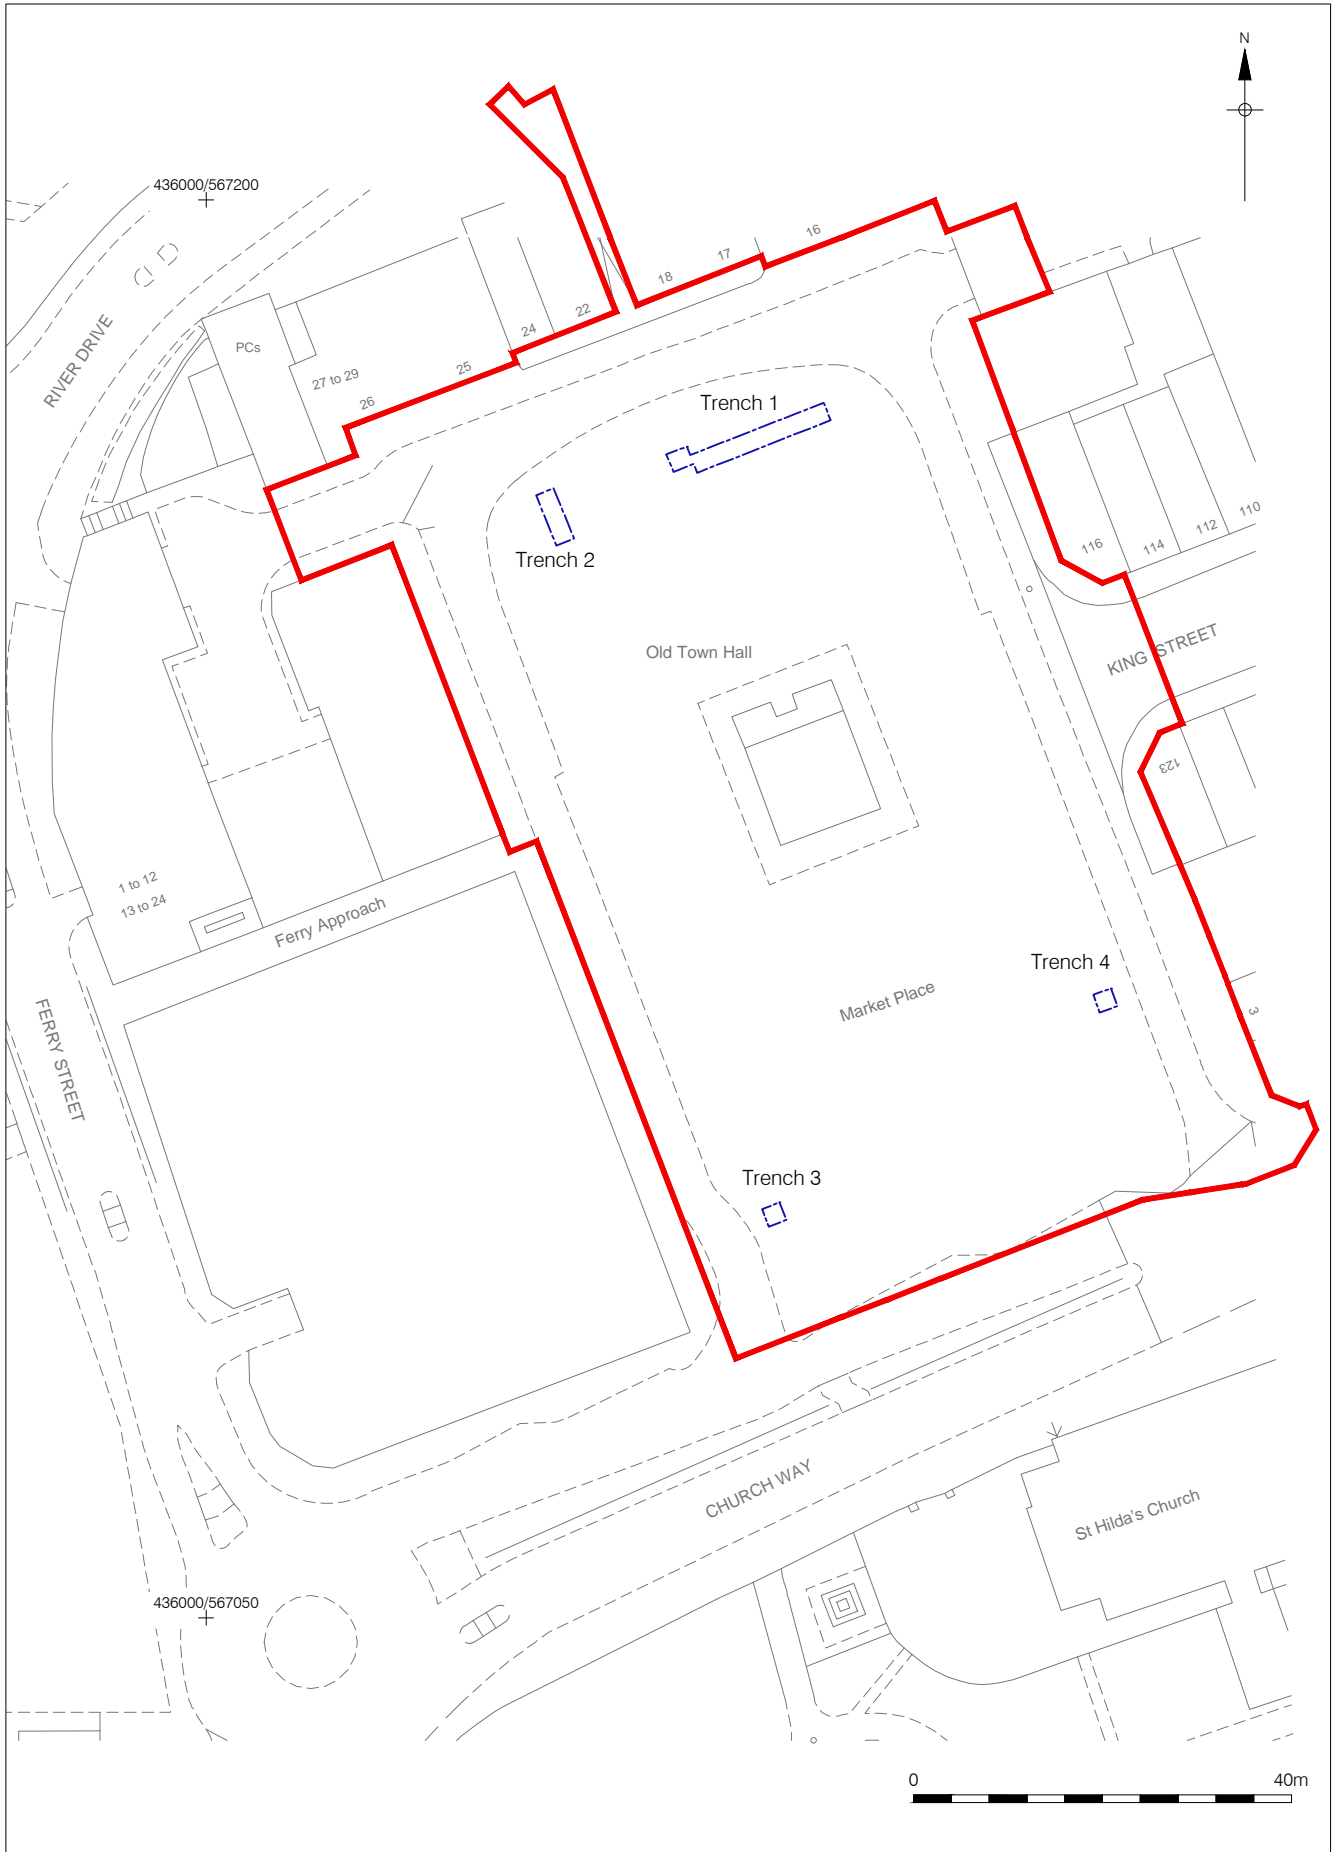 N
436000/567200
16
17
18
22
24
25
26
27 to 29
PCs
RIVER DRIVE
Trench 1
Trench 2
110
112
114
116
KING STREET
Old Town Hall
123
1 to 12
13 to 24
Ferry Approach
Trench 4
Market Place
3
FERRY STREET
Trench 3
CHURCH WAY
St Hilda's Church
436000/567050
0 40m